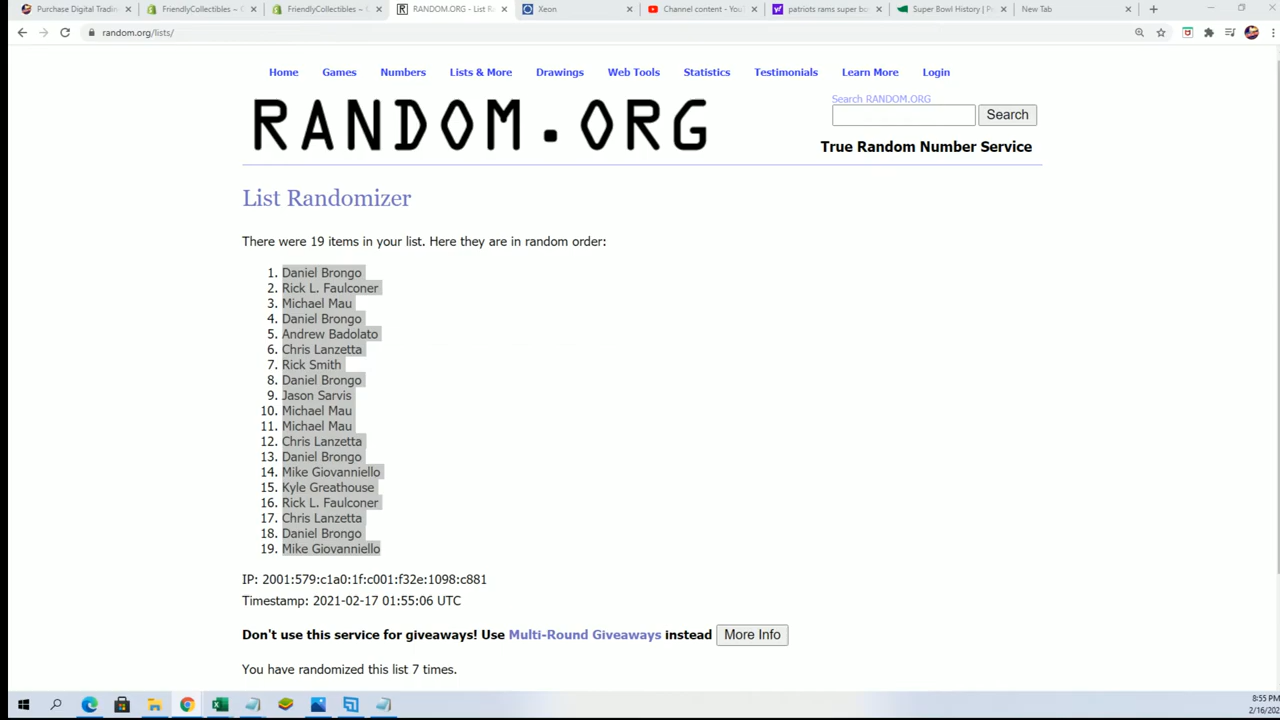 Purchase Digital Tradin
FriendlyCollectibles – C
FriendlyCollectibles –
RANDOM.ORG - List Ra
Xeon
Channel content - You
patriots rams super bo
Super Bowl History | P
New Tab
random.org/lists/
Home Games Numbers Lists & More Drawings Web Tools Statistics Testimonials Learn More Login
RANDOM.ORG
Search RANDOM.ORG
Search
True Random Number Service
List Randomizer
There were 19 items in your list. Here they are in random order:
1. Daniel Brongo
2. Rick L. Faulconer
3. Michael Mau
4. Daniel Brongo
5. Andrew Badolato
6. Chris Lanzetta
7. Rick Smith
8. Daniel Brongo
9. Jason Sarvis
10. Michael Mau
11. Michael Mau
12. Chris Lanzetta
13. Daniel Brongo
14. Mike Giovanniello
15. Kyle Greathouse
16. Rick L. Faulconer
17. Chris Lanzetta
18. Daniel Brongo
19. Mike Giovanniello
IP: 2001:579:c1a0:1f:c001:f32e:1098:c881
Timestamp: 2021-02-17 01:55:06 UTC
Don't use this service for giveaways! Use Multi-Round Giveaways instead More Info
You have randomized this list 7 times.
8:55 PM
2/16/202